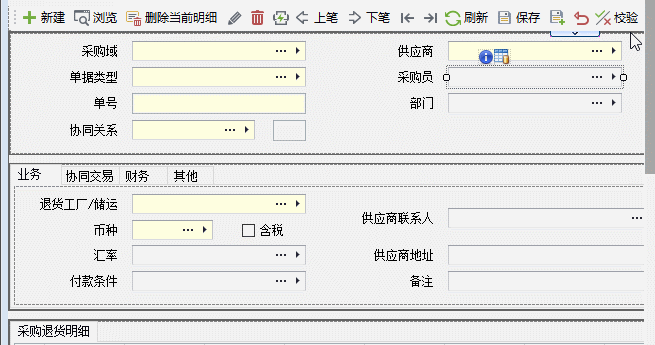 新建 浏览 删除当前明细 上笔 下笔 刷新 保存 校验
采购域 供应商
单据类型 采购员
单号 部门
协同关系
业务 协同交易 财务 其他
退货工厂/储运
供应商联系人
币种 含税
汇率 供应商地址
付款条件 备注
采购退货明细